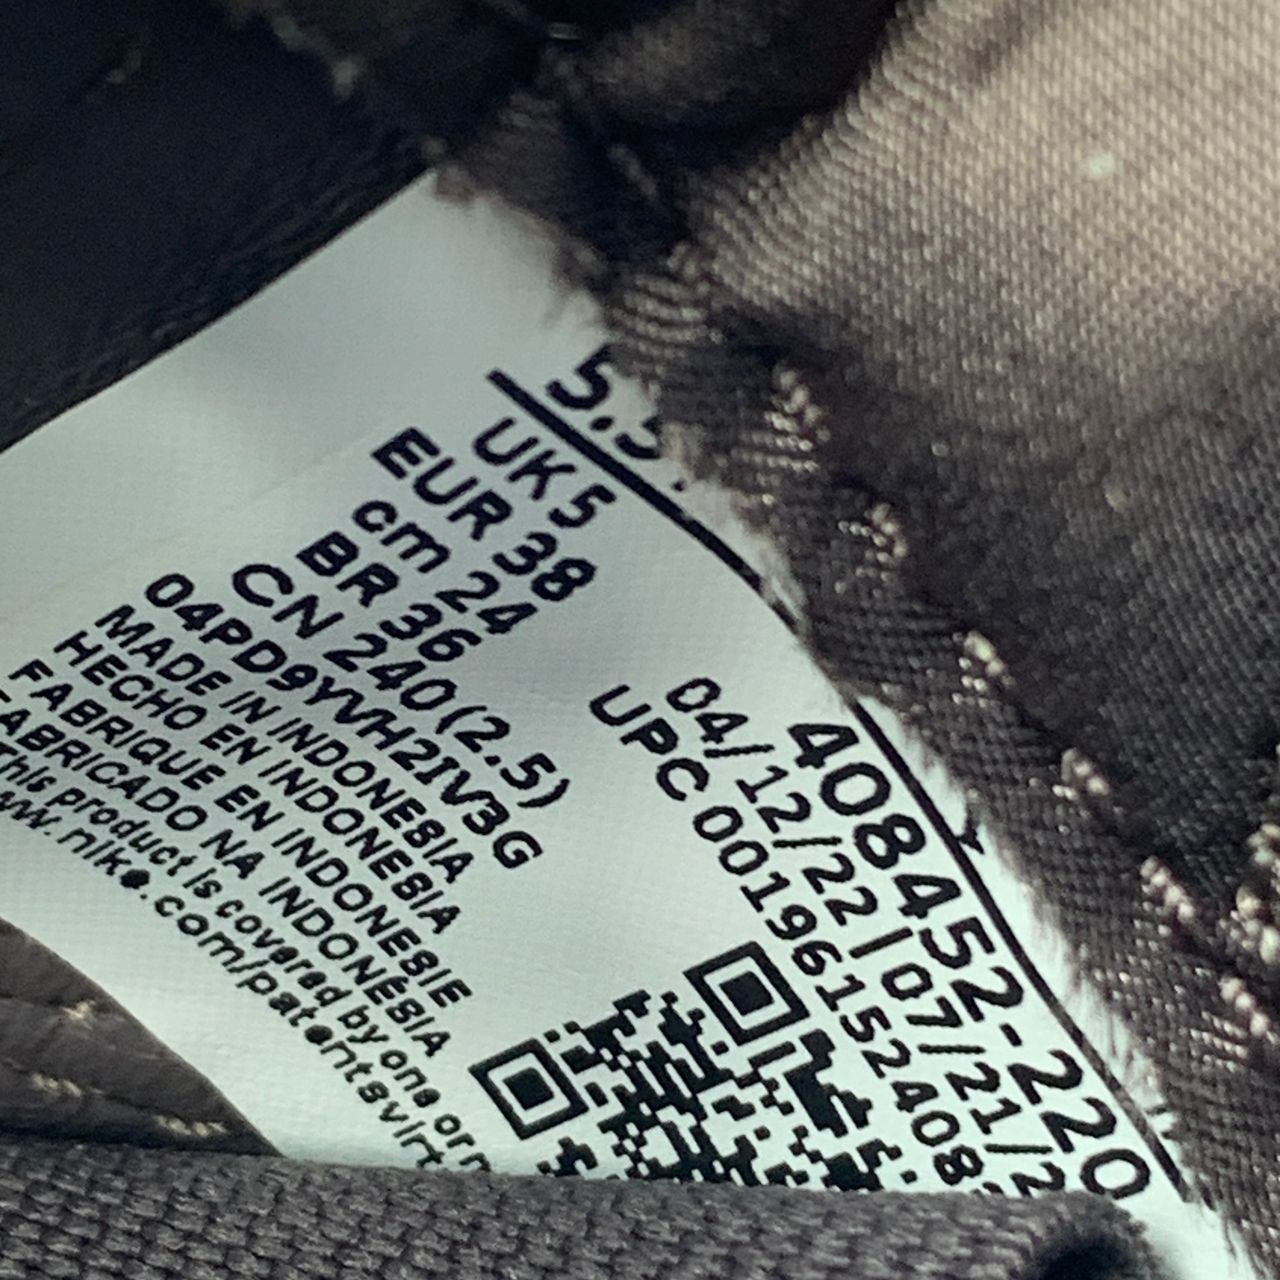 5.5
UK 5
EUR 38
cm 24
BR 36
CN 240 (2.5)
04PD9YVH2IV3G
MADE IN INDONESIA
HECHO EN INDONESIA
FABRIQUE EN INDONESIE
FABRICADO NA INDONÉSIA
This product is covered by one or
www.nike.com/patentsvirt
408452-220
04/12/22 | 07/21/2
UPC 00196152408